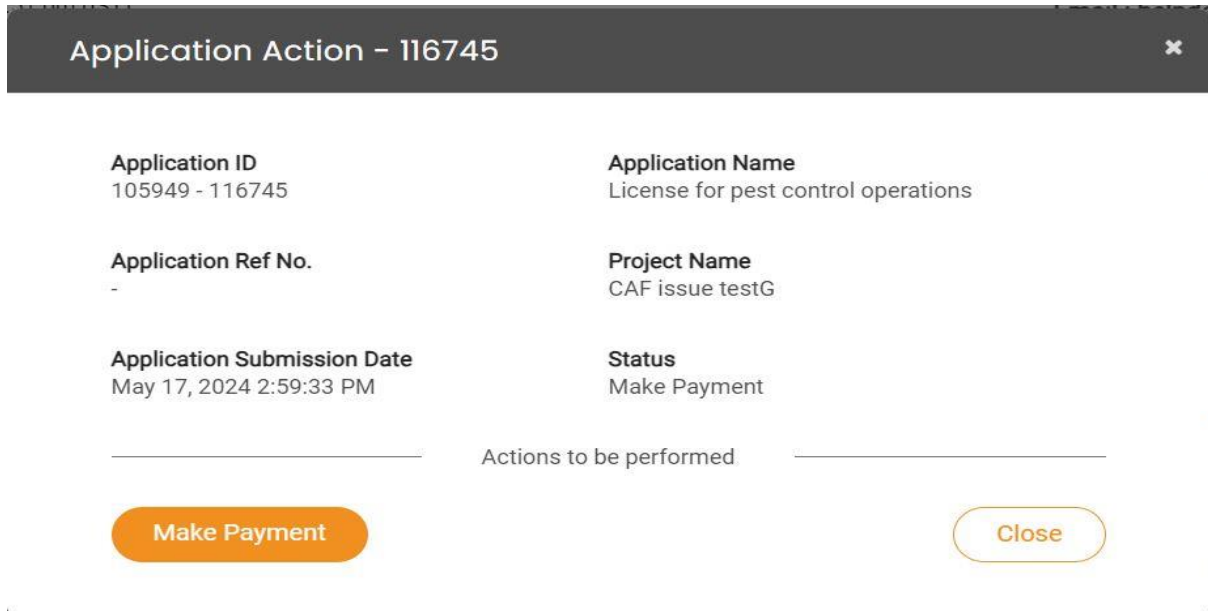 Application Action - 116745
Application ID
105949 - 116745
Application Name
License for pest control operations
Application Ref No.
-
Project Name
CAF issue testG
Application Submission Date
May 17, 2024 2:59:33 PM
Status
Make Payment
Actions to be performed
Make Payment
Close